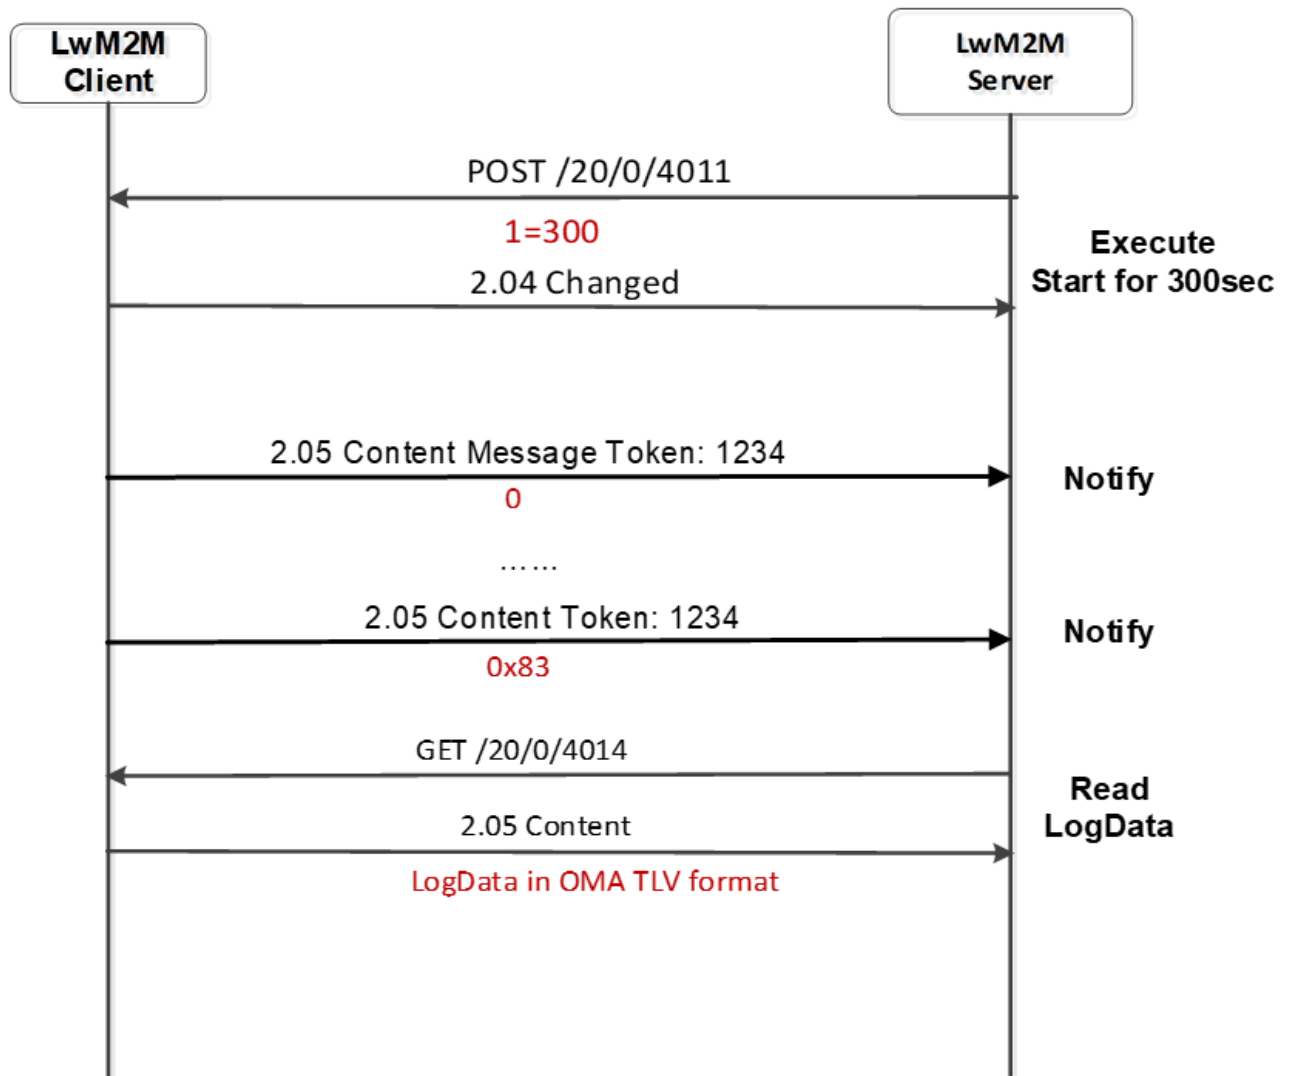 LwM2M
Client
LwM2M
Server
POST /20/0/4011
1=300
Execute
Start for 300sec
2.04 Changed
2.05 Content Message Token: 1234
0
Notify
......
2.05 Content Token: 1234
0x83
Notify
GET /20/0/4014
Read
LogData
2.05 Content
LogData in OMA TLV format